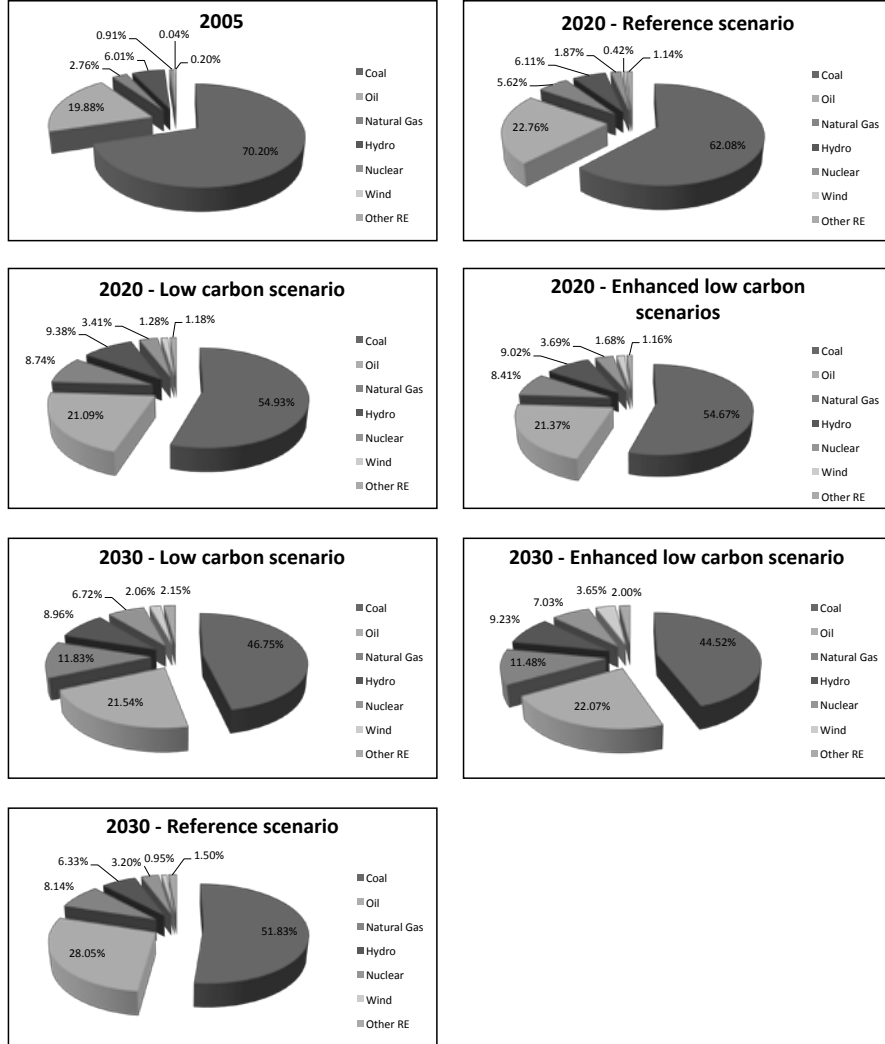 2005
0.91%
0.04%
2.76%
6.01%
0.20%
19.88%
70.20%
Coal
Oil
Natural Gas
Hydro
Nuclear
Wind
Other RE
2020 - Reference scenario
1.87%
0.42%
1.14%
6.11%
5.62%
22.76%
62.08%
Coal
Oil
Natural Gas
Hydro
Nuclear
Wind
Other RE
2020 - Low carbon scenario
3.41%
1.28%
1.18%
9.38%
8.74%
21.09%
54.93%
Coal
Oil
Natural Gas
Hydro
Nuclear
Wind
Other RE
2020 - Enhanced low carbon
scenarios
3.69%
1.68%
1.16%
9.02%
8.41%
21.37%
54.67%
Coal
Oil
Natural Gas
Hydro
Nuclear
Wind
Other RE
2030 - Low carbon scenario
6.72%
2.06%
2.15%
8.96%
11.83%
46.75%
21.54%
Coal
Oil
Natural Gas
Hydro
Nuclear
Wind
Other RE
2030 - Enhanced low carbon scenario
7.03%
3.65%
2.00%
9.23%
11.48%
44.52%
22.07%
Coal
Oil
Natural Gas
Hydro
Nuclear
Wind
Other RE
2030 - Reference scenario
6.33%
3.20%
0.95%
1.50%
8.14%
28.05%
51.83%
Coal
Oil
Natural Gas
Hydro
Nuclear
Wind
Other RE